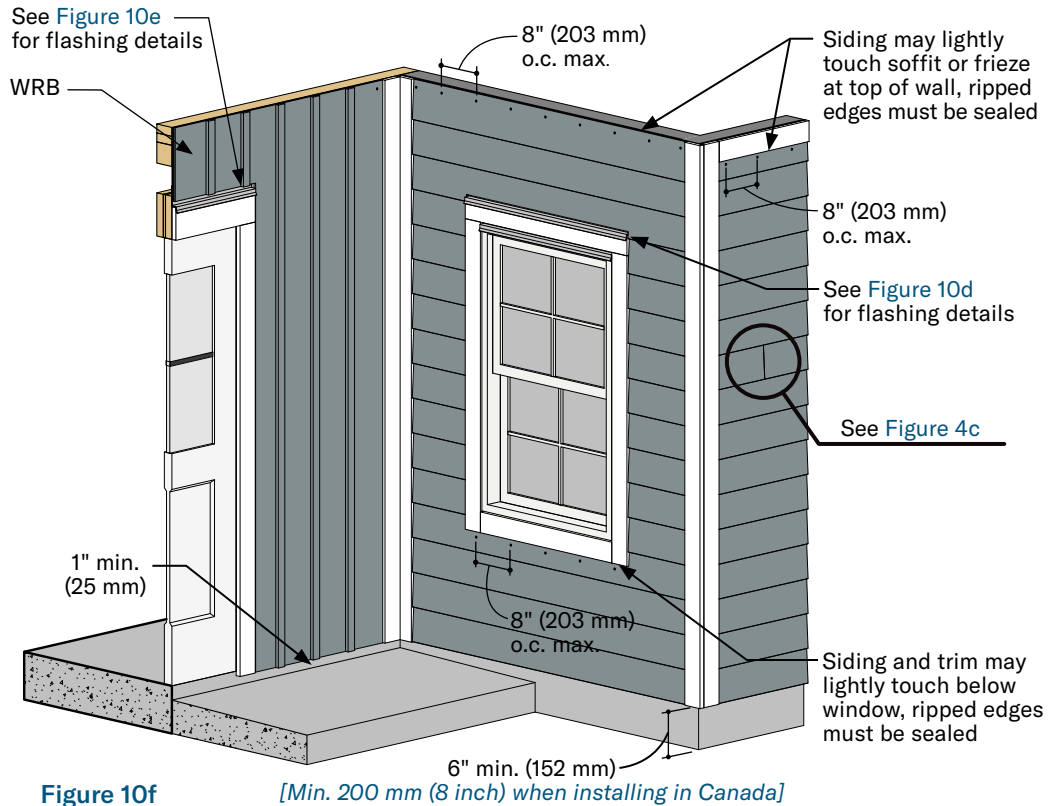 See Figure 10e
for flashing details
WRB
8" (203 mm)
o.c. max.
Siding may lightly
touch soffit or frieze
at top of wall, ripped
edges must be sealed
8" (203 mm)
o.c. max.
See Figure 10d
for flashing details
See Figure 4c
1" min.
(25 mm)
8" (203 mm)
o.c. max.
Siding and trim may
lightly touch below
window, ripped edges
must be sealed
6" min. (152 mm)
[Min. 200 mm (8 inch) when installing in Canada]
Figure 10f